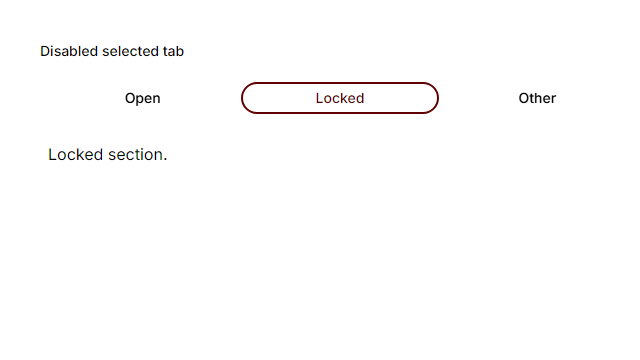 Disabled selected tab
Open Locked Other
Locked section.